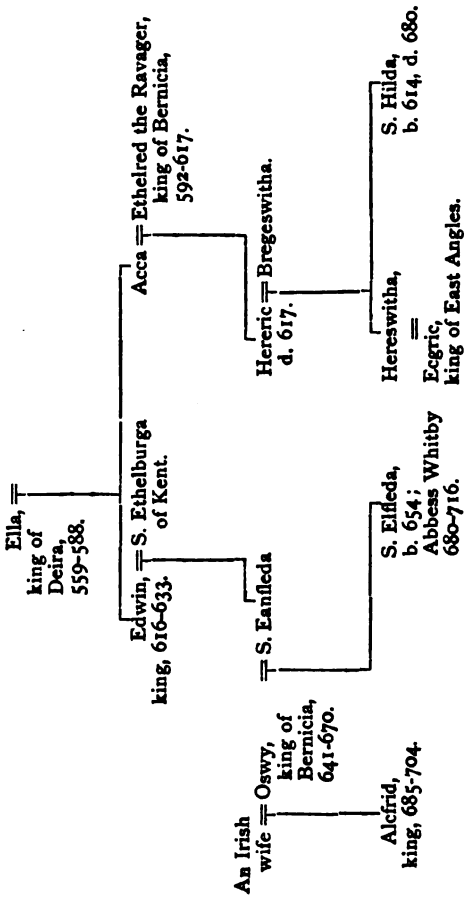 Ella, =
king of
Deira,
559-588.
Edwin, = S. Ethelburga
king, 616-633. of Kent.
Acca = Ethelred the Ravager,
king of Bernicia,
592-617.
An Irish
wife = Oswy, = S. Eanfleda
king of
Bernicia,
641-670.
Hereric = Bregeswitha.
d. 617.
Alcfrid,
king, 685-704.
S. Elfleda,
b. 654;
Abbess Whitby
680-716.
Hereswitha,
=
Ecgric,
king of East Angles.
S. Hilda,
b. 614, d. 680.